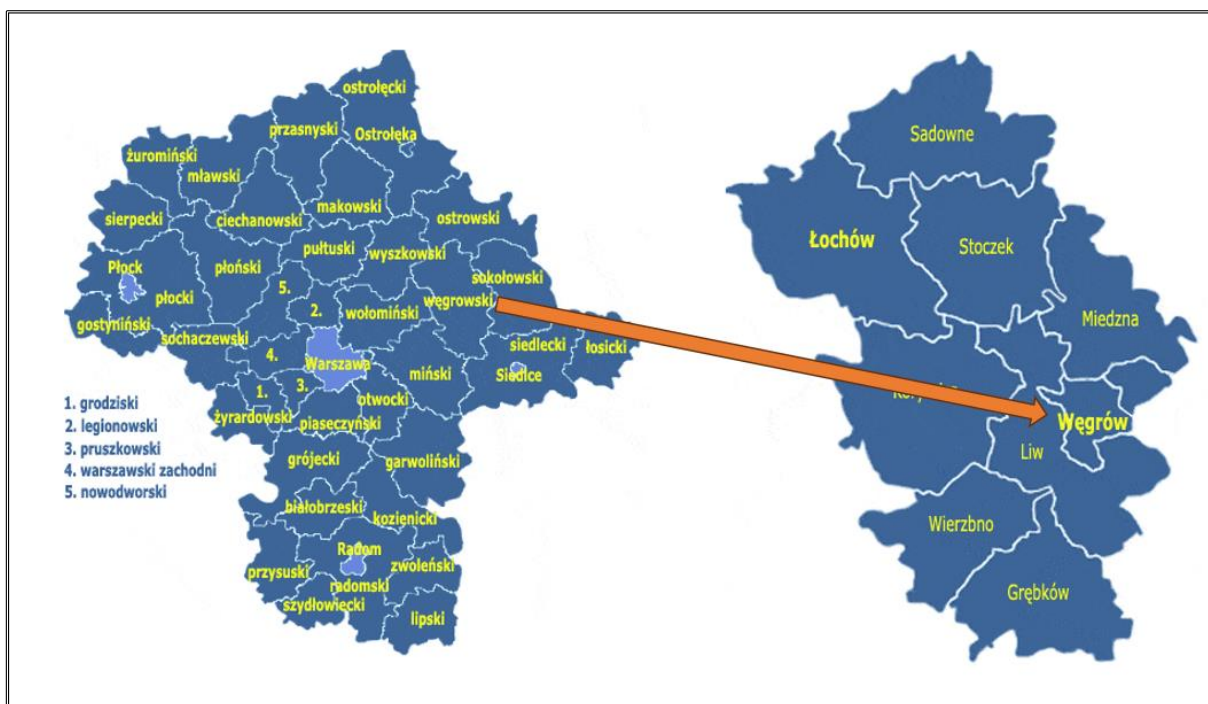 ostrołęcki
przasnyski
Ostrołęka
żuromiński
mławski
makowski
sierpecki
ciechanowski
ostrowski
pułtuski
wyszkowski
Płock
płoński
sokołowski
5.
węgrowski
płocki
2.
wołomiński
gostyniński
sochaczewski
siedlecki
łosicki
4.
Warszawa
miński
Siedlce
1.
3.
otwocki
żyrardowski
piaseczyński
1. grodziski
2. legionowski
3. pruszkowski
4. warszawski zachodni
5. nowodworski
grójecki
garwoliński
białobrzeski
kozienicki
Radom
zwoleński
przysuski
radomski
szydłowiecki
lipski
Sadowne
Łochów
Stoczek
Miedzna
Węgrów
Liw
Wierzbno
Grębków